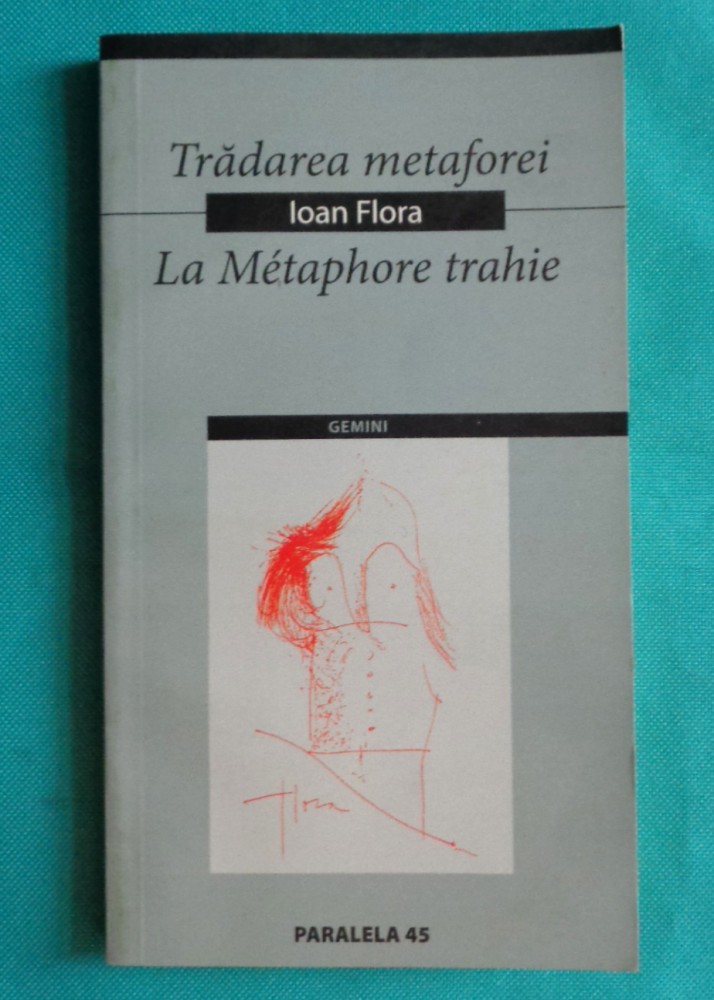 Trădarea metaforei
Ioan Flora
La Métaphore trahie
GEMINI
Flora
PARALELA 45